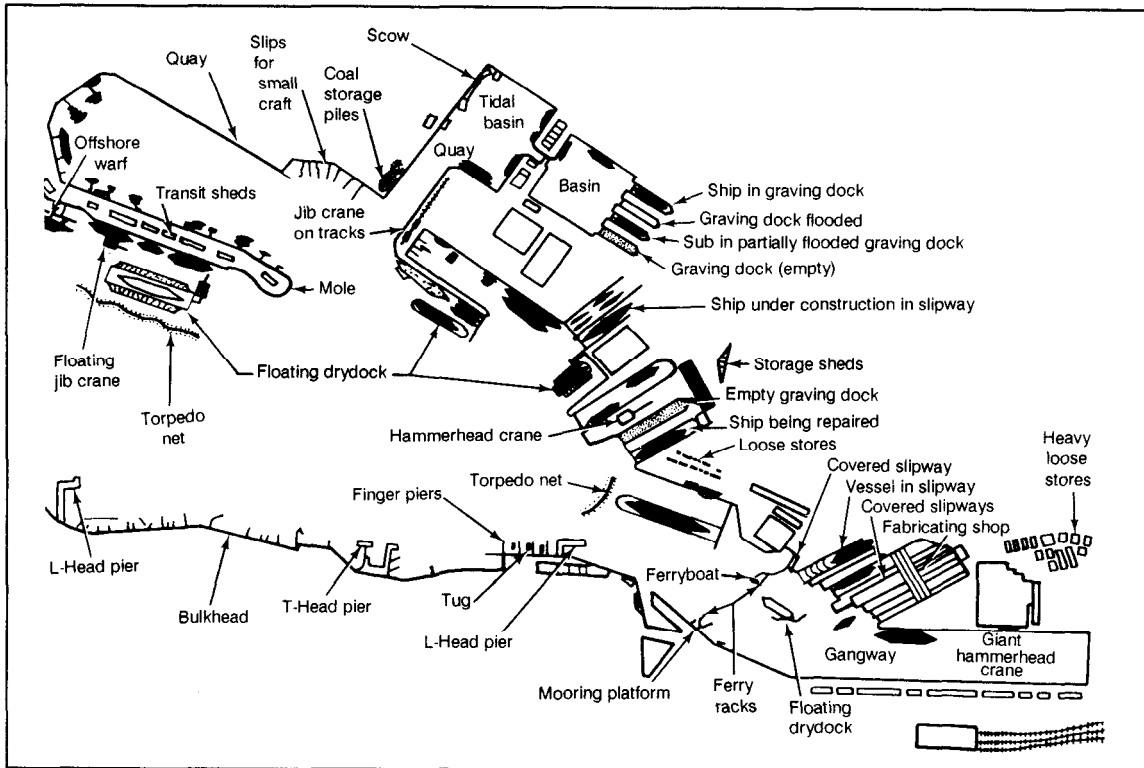 Scow
Quay
Slips
for
small
craft
Coal
storage
piles
Tidal
basin
Offshore
warf
Quay
Transit sheds
Basin
Ship in graving dock
Jib crane
on tracks
Graving dock flooded
Sub in partially flooded graving dock
Graving dock (empty)
Mole
Ship under construction in slipway
Floating
jib crane
Floating drydock
Storage sheds
Torpedo
net
Empty graving dock
Hammerhead crane
Ship being repaired
Loose stores
Heavy
loose
stores
Finger piers
Torpedo net
Covered slipway
Vessel in slipway
Covered slipways
Fabricating shop
L-Head pier
Bulkhead
T-Head pier
Tug
L-Head pier
Ferryboat
Mooring platform
Ferry
racks
Floating
drydock
Gangway
Giant
hammerhead
crane